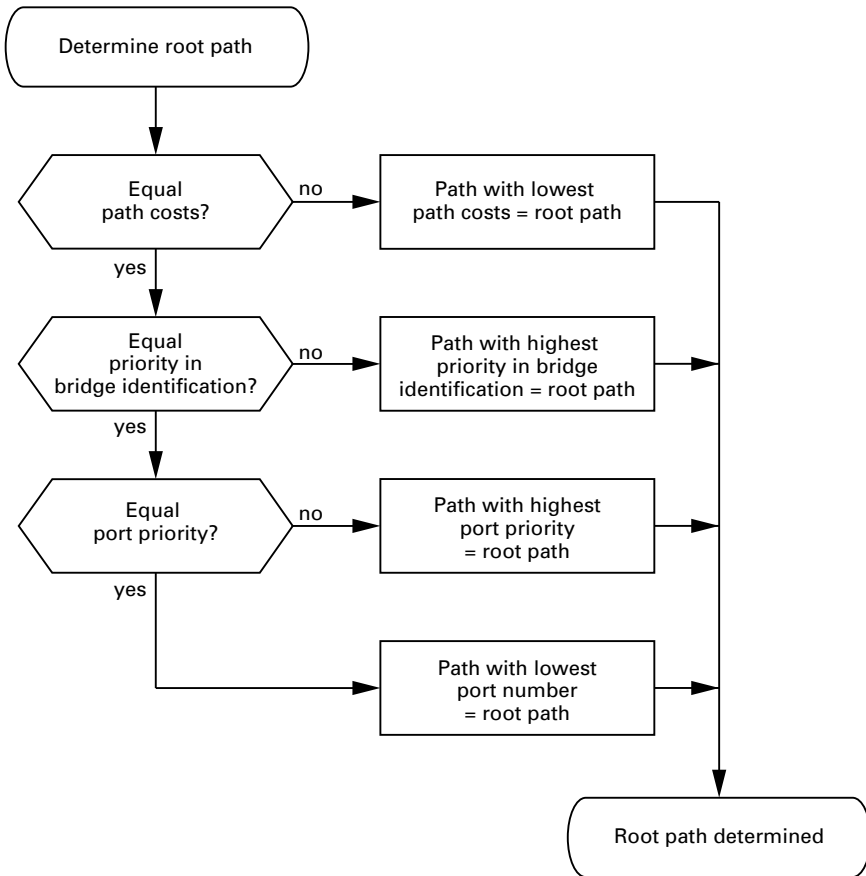 Determine root path
Equal
path costs?
no
Path with lowest
path costs = root path
yes
Equal
priority in
bridge identification?
no
Path with highest
priority in bridge
identification = root path
yes
Equal
port priority?
no
Path with highest
port priority
= root path
yes
Path with lowest
port number
= root path
Root path determined